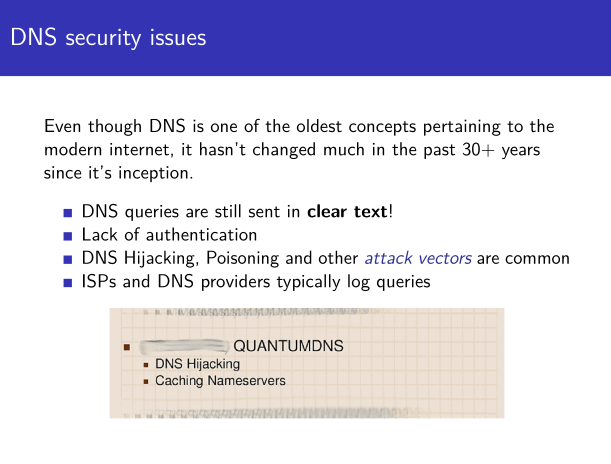 DNS security issues
Even though DNS is one of the oldest concepts pertaining to the
modern internet, it hasn't changed much in the past 30+ years
since it's inception.
DNS queries are still sent in clear text!
Lack of authentication
DNS Hijacking, Poisoning and other attack vectors are common
ISPs and DNS providers typically log queries
QUANTUMDNS
DNS Hijacking
Caching Nameservers